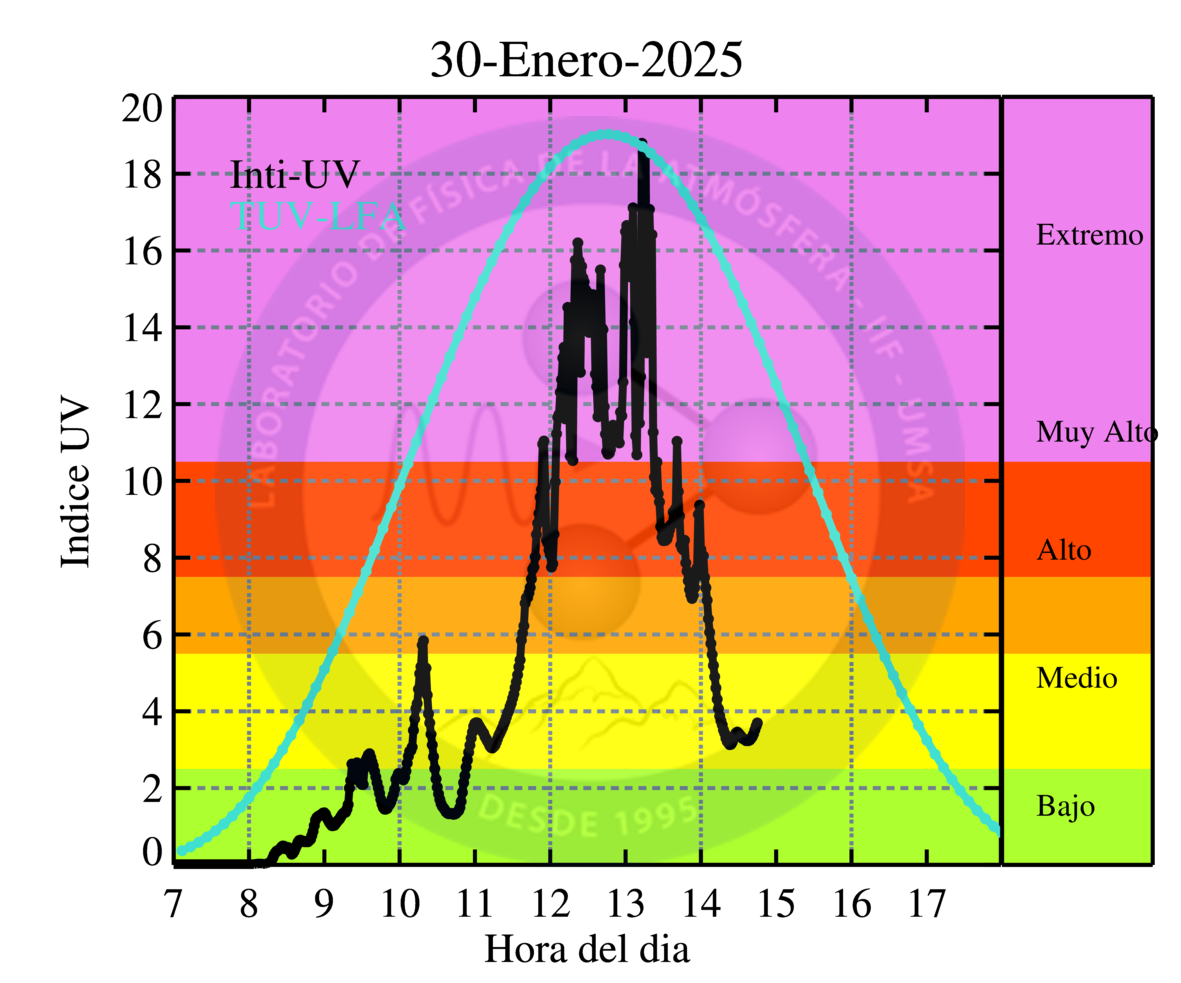 30-Enero-2025
20
18
16
14
12
10
8
6
4
2
0
Indice UV
Inti-UV
TUV-LFA
LABORATORIO DE FÍSICA DE LA ATMÓSFERA - IIF - UMSA
DESDE 1995
Extremo
Muy Alto
Alto
Medio
Bajo
7 8 9 10 11 12 13 14 15 16 17
Hora del dia